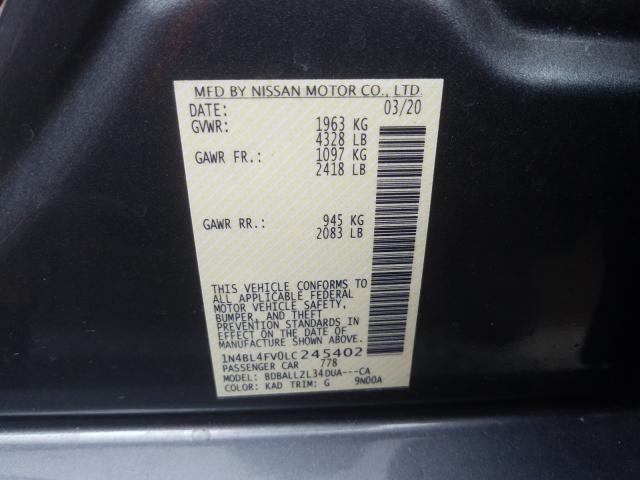 MFD BY NISSAN MOTOR CO., LTD.
DATE: 03/20
GVWR: 1963 KG
4328 LB
GAWR FR.: 1097 KG
2418 LB
GAWR RR.: 945 KG
2083 LB
THIS VEHICLE CONFORMS TO
ALL APPLICABLE FEDERAL
MOTOR VEHICLE SAFETY,
BUMPER, AND THEFT
PREVENTION STANDARDS IN
EFFECT ON THE DATE OF
MANUFACTURE SHOWN ABOVE.
1N4BL4FV0LC245402
PASSENGER CAR 778
MODEL: BDBALLZL34DUA---CA
COLOR: KAD TRIM: G 9N00A